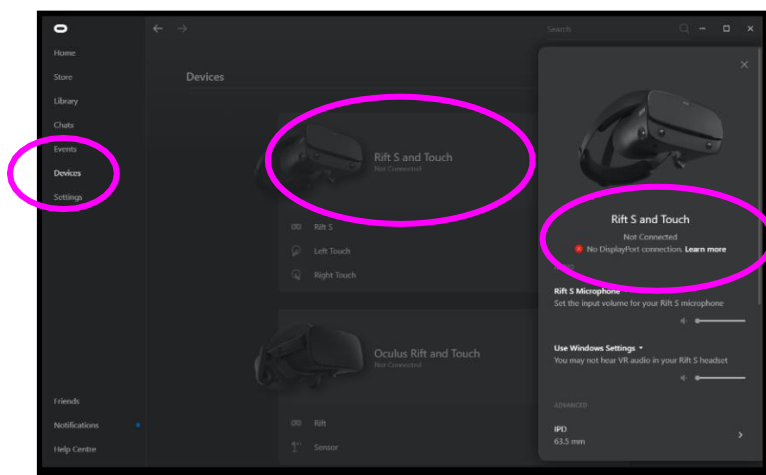 Search
Home
Store
Library
Chats
Events
Devices
Settings
Friends
Notifications
Help Centre
Devices
Rift S and Touch
Not Connected
Rift S
Left Touch
Right Touch
Oculus Rift and Touch
Not Connected
Rift
Sensor
Rift S and Touch
Not Connected
No DisplayPort connection. Learn more
Rift S Microphone
Set the input volume for your Rift S microphone
Use Windows Settings
You may not hear VR audio in your Rift S headset
ADVANCED
IPD
63.5 mm